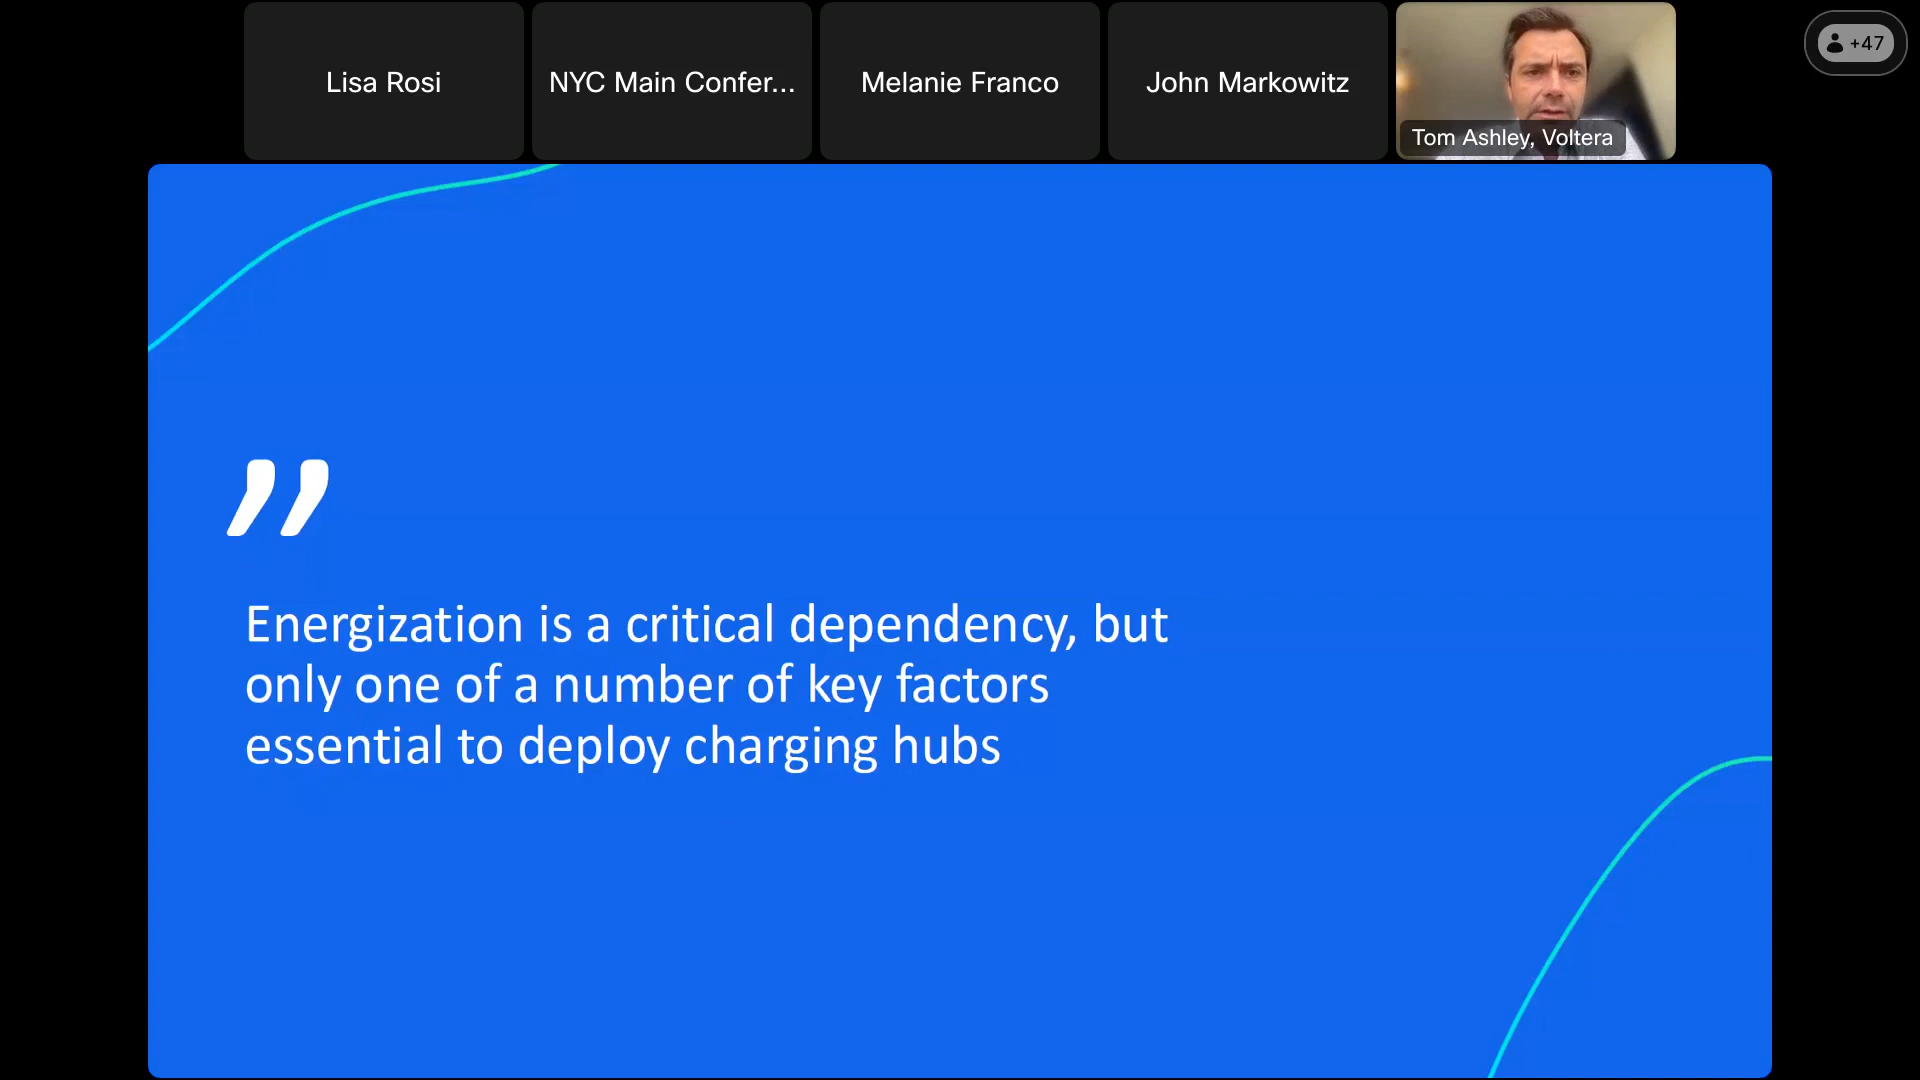 Lisa Rosi
NYC Main Confer...
Melanie Franco
John Markowitz
Tom Ashley, Voltera
+47
”
Energization is a critical dependency, but
only one of a number of key factors
essential to deploy charging hubs